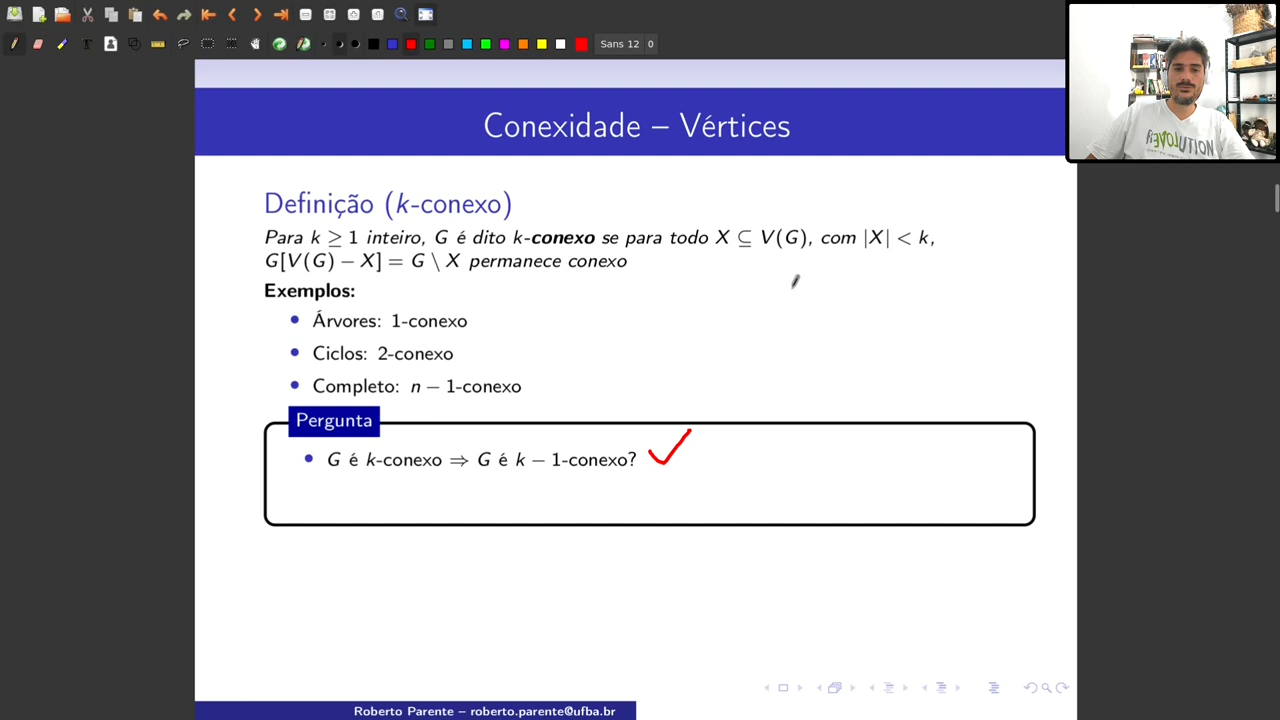 Sans 12 0
Conexidade – Vértices
Definição (k-conexo)
Para k ≥ 1 inteiro, G é dito k-conexo se para todo X ⊆ V(G), com |X| < k,
G[V(G) − X] = G \ X permanece conexo
Exemplos:
• Árvores: 1-conexo
• Ciclos: 2-conexo
• Completo: n − 1-conexo
Pergunta
• G é k-conexo ⇒ G é k − 1-conexo?
Roberto Parente – roberto.parente@ufba.br